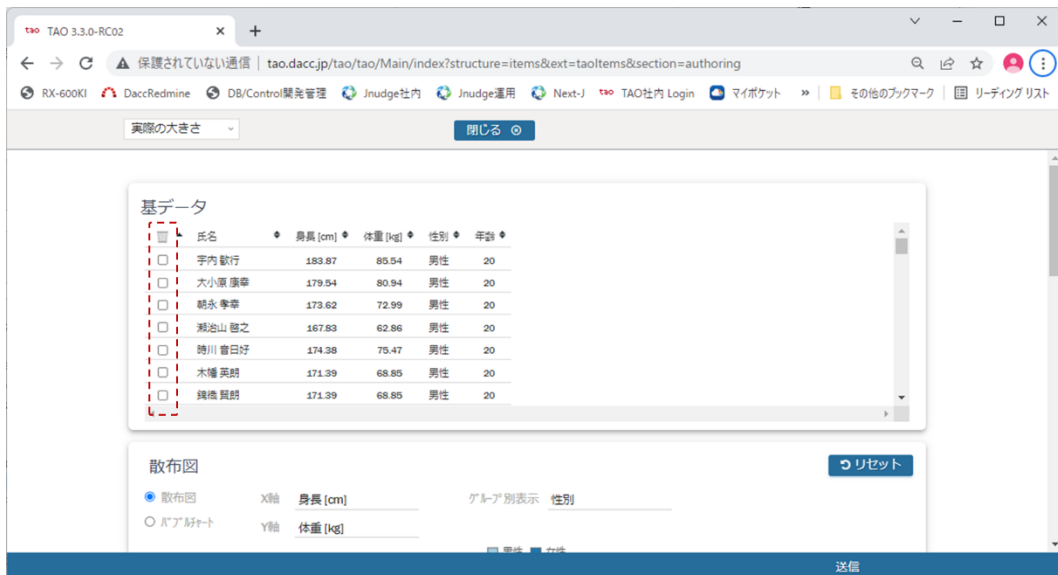 tao TAO 3.3.0-RC02
保護されていない通信 | tao.dacc.jp/tao/tao/Main/index?structure=items&ext=taoItems&section=authoring
RX-600KI DaccRedmine DB/Control開発管理 Jnudge社内 Jnudge運用 Next-J tao TAO社内 Login マイポケット » その他のブックマーク リーディング リスト
実際の大きさ 閉じる
基データ
氏名 身長 [cm] 体重 [kg] 性別 年齢
宇内 歓行 183.87 85.54 男性 20
大小原 康幸 179.54 80.94 男性 20
朝永 孝幸 173.62 72.99 男性 20
瀬治山 啓之 167.83 62.86 男性 20
時川 音日好 174.38 75.47 男性 20
木幡 英朗 171.39 68.85 男性 20
賢朗 171.39 68.85 男性 20
散布図 リセット
散布図 X軸 身長 [cm] グループ別表示 性別
バブルチャート Y軸 体重 [kg]
男性 女性
送信